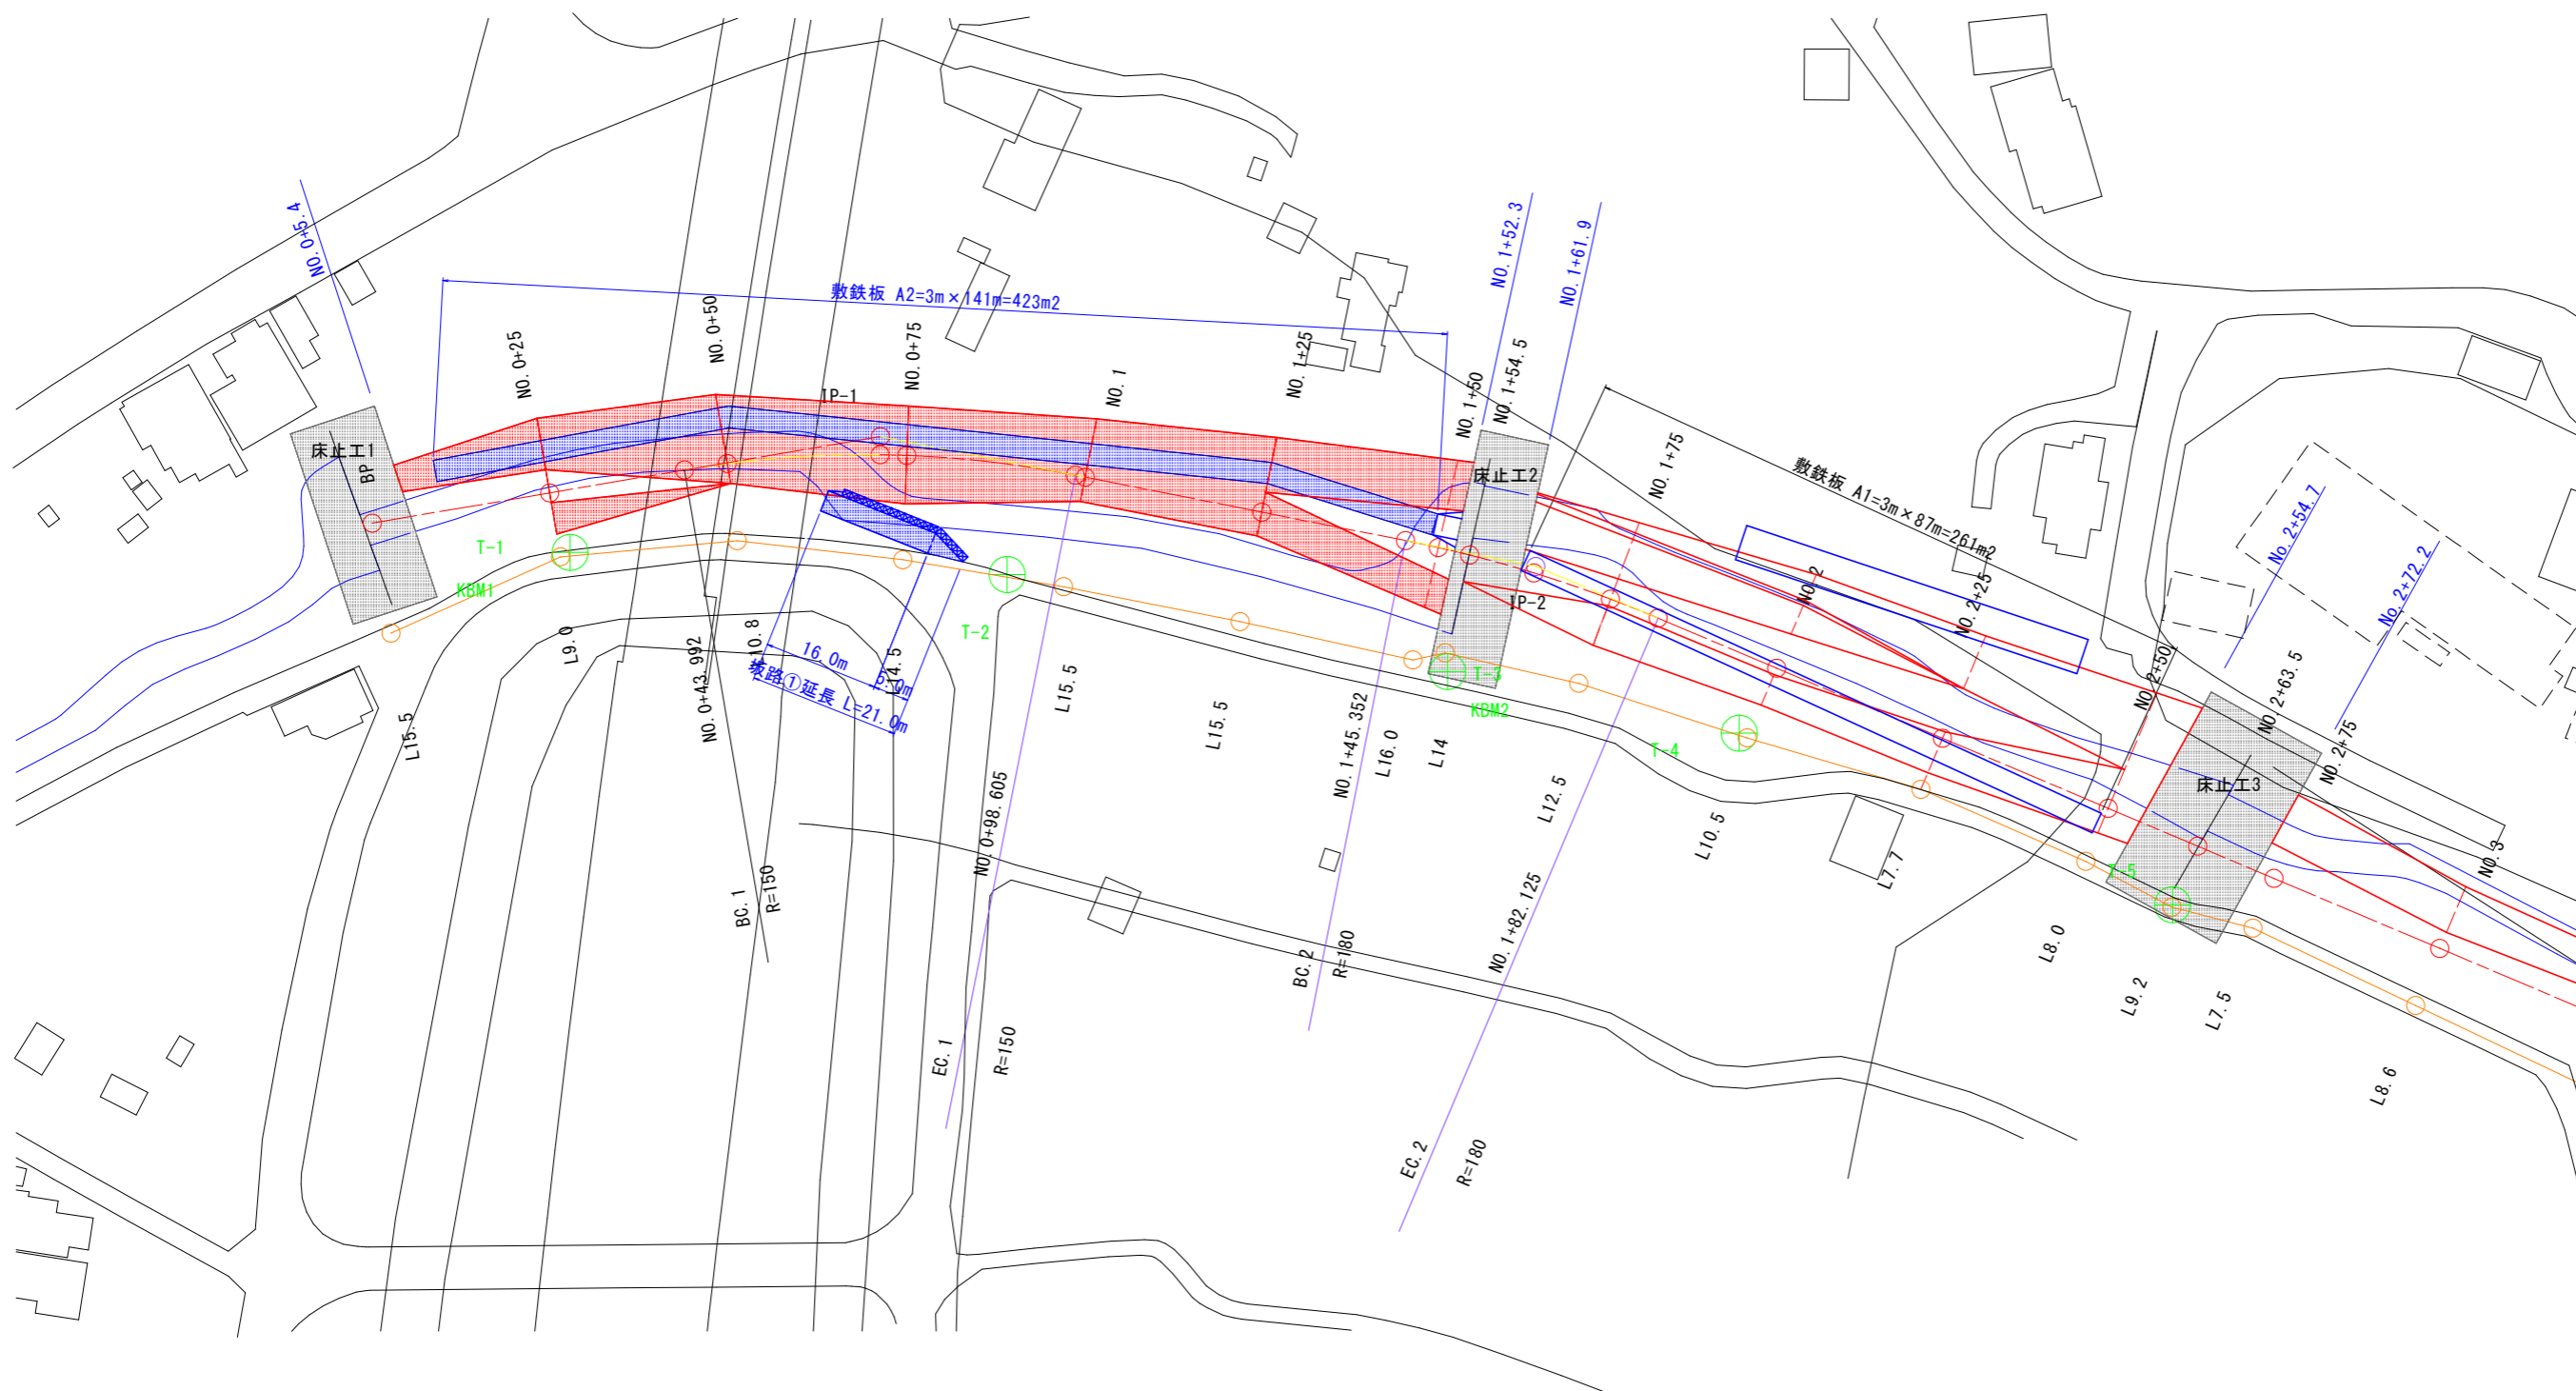 NO.0+5.4
敷鉄板 A2=3m×141m=423m2
NO.0+25
NO.0+50
NO.0+75
IP-1
NO.1
NO.1+25
NO.1+50
NO.1+54.5
NO.1+52.3
NO.1+61.9
床止工1
BP
床止工2
NO.1+75
敷鉄板 A1=3m×87m=261m2
NO.2
NO.2+25
No.2+54.7
No.2+72.2
T-1
KBM1
T-2
IP-2
T-3
KBM2
T-4
NO.2+50
NO.2+63.5
NO.2+75
床止工3
T-5
NO.3
L9.0
NO.0+43.992
L10.8
16.0m
5.0m
坂路①延長 L=21.0m
L14.5
L15.5
L15.5
L15.5
NO.1+45.352
L16.0
L14
L12.5
L10.5
L7.7
NO.0+98.605
BC.1
R=150
NO.1+82.125
BC.2
R=180
L8.0
L9.2
L7.5
L8.6
EC.1
R=150
EC.2
R=180